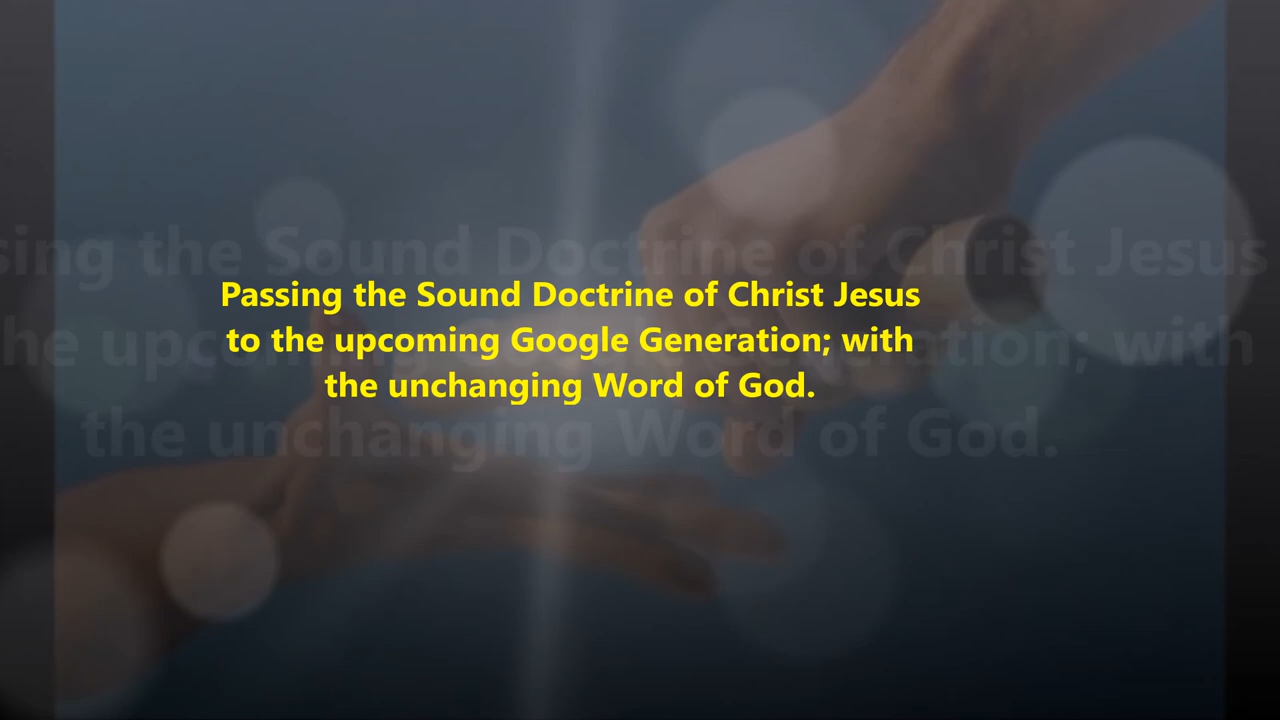 Passing the Sound Doctrine of Christ Jesus
to the upcoming Google Generation; with
the unchanging Word of God.